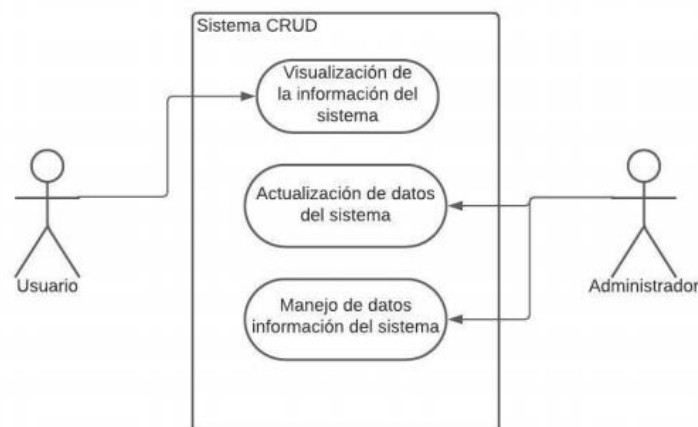 Sistema CRUD
Visualización de
la información del
sistema
Actualización de datos
del sistema
Usuario
Administrador
Manejo de datos
información del sistema